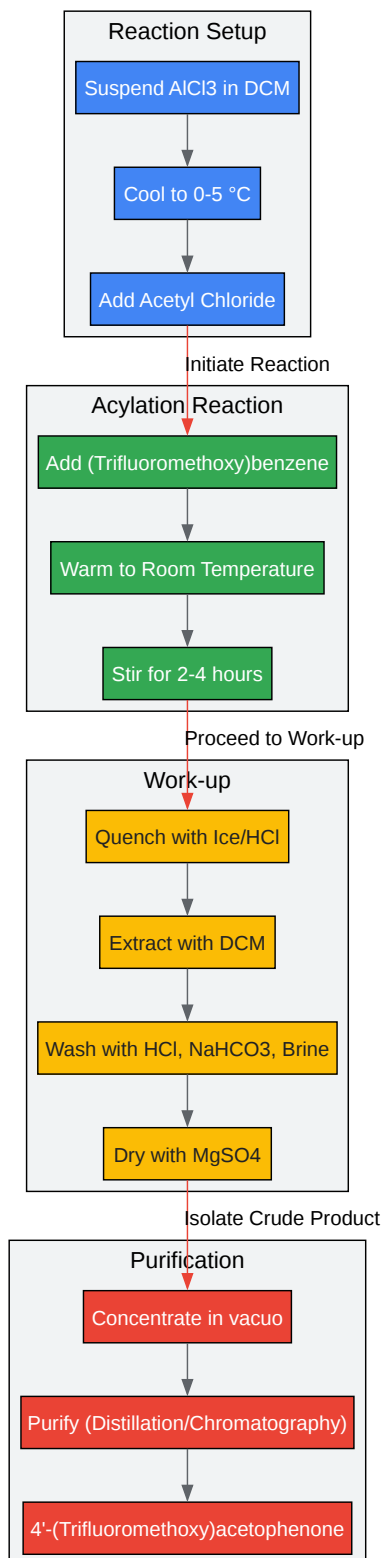 Reaction Setup
Suspend AlCl3 in DCM
Cool to 0-5 °C
Add Acetyl Chloride
Initiate Reaction
Acylation Reaction
Add (Trifluoromethoxy)benzene
Warm to Room Temperature
Stir for 2-4 hours
Proceed to Work-up
Work-up
Quench with Ice/HCl
Extract with DCM
Wash with HCl, NaHCO3, Brine
Dry with MgSO4
Isolate Crude Product
Purification
Concentrate in vacuo
Purify (Distillation/Chromatography)
4'-(Trifluoromethoxy)acetophenone